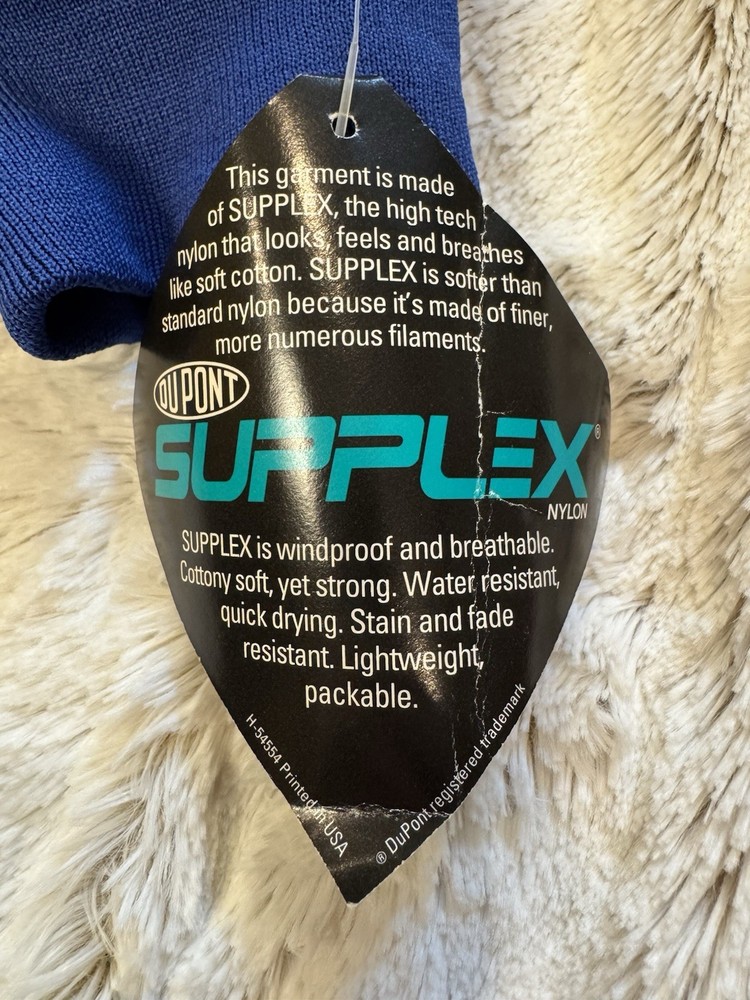 This garment is made
of SUPPLEX, the high tech
nylon that looks, feels and breathes
like soft cotton. SUPPLEX is softer than
standard nylon because it's made of finer,
more numerous filaments.
DU PONT
SUPPLEX®
NYLON
SUPPLEX is windproof and breathable.
Cottony soft, yet strong. Water resistant,
quick drying. Stain and fade
resistant. Lightweight,
packable.
H-54554 Printed in USA
® DuPont registered trademark